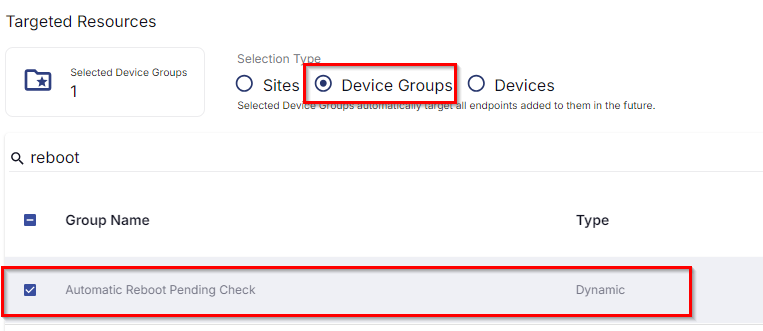 Targeted Resources
Selected Device Groups
1
Selection Type
Sites Device Groups Devices
Selected Device Groups automatically target all endpoints added to them in the future.
reboot
Group Name Type
Automatic Reboot Pending Check Dynamic